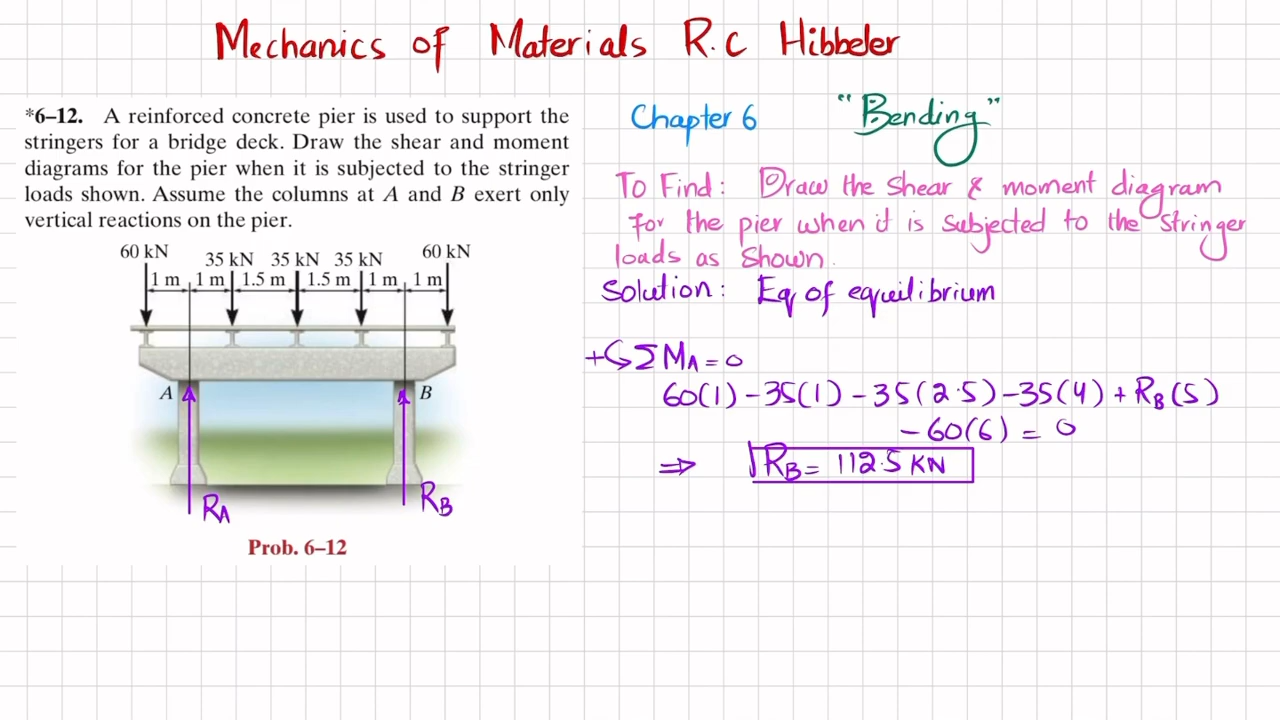 Mechanics of Materials R.C Hibbeler
*6–12. A reinforced concrete pier is used to support the
stringers for a bridge deck. Draw the shear and moment
diagrams for the pier when it is subjected to the stringer
loads shown. Assume the columns at A and B exert only
vertical reactions on the pier.
60 kN 35 kN 35 kN 35 kN 60 kN
1 m 1 m 1.5 m 1.5 m 1 m 1 m
A B
RA RB
Prob. 6–12
Chapter 6 "Bending"
To Find: Draw the Shear & moment diagram
for the pier when it is subjected to the stringer
loads as Shown.
Solution: Eq of equilibrium
+↺ ΣMA = 0
60(1) - 35(1) - 35(2.5) - 35(4) + RB(5)
- 60(6) = 0
⇒ RB = 112.5 KN